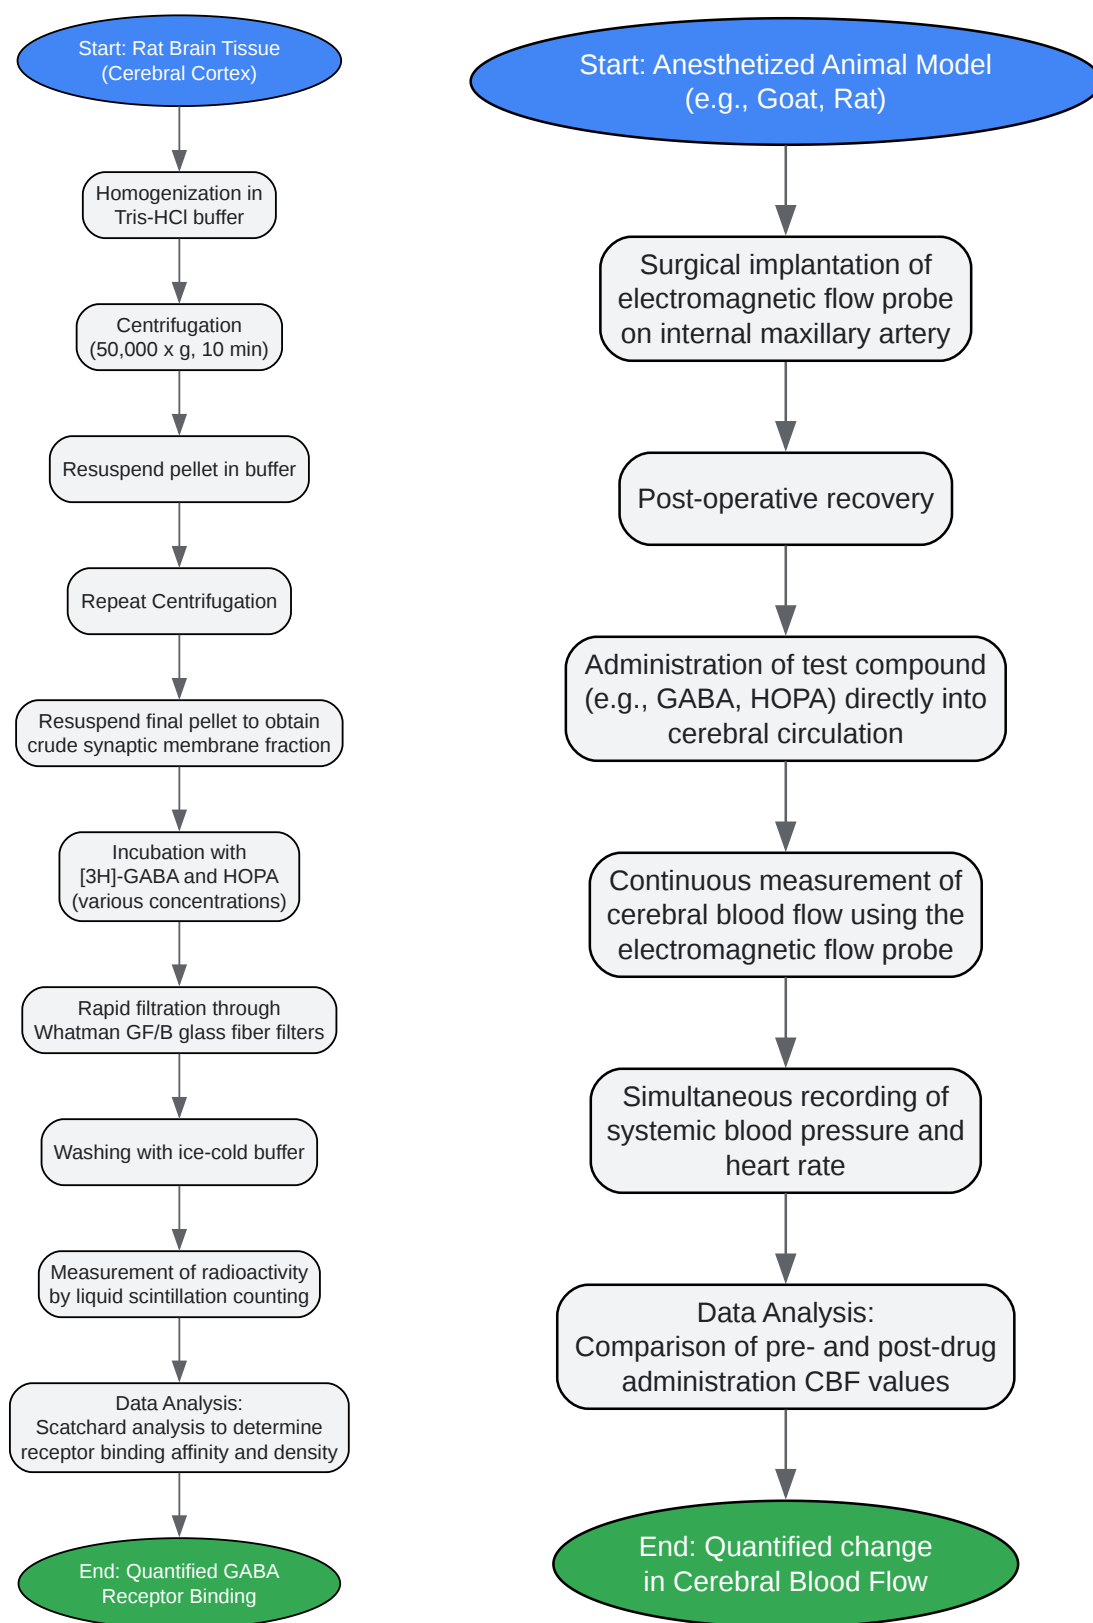 Start: Rat Brain Tissue
(Cerebral Cortex)
Homogenization in
Tris-HCl buffer
Centrifugation
(50,000 x g, 10 min)
Resuspend pellet in buffer
Repeat Centrifugation
Resuspend final pellet to obtain
crude synaptic membrane fraction
Incubation with
[3H]-GABA and HOPA
(various concentrations)
Rapid filtration through
Whatman GF/B glass fiber filters
Washing with ice-cold buffer
Measurement of radioactivity
by liquid scintillation counting
Data Analysis:
Scatchard analysis to determine
receptor binding affinity and density
End: Quantified GABA
Receptor Binding
Start: Anesthetized Animal Model
(e.g., Goat, Rat)
Surgical implantation of
electromagnetic flow probe
on internal maxillary artery
Post-operative recovery
Administration of test compound
(e.g., GABA, HOPA) directly into
cerebral circulation
Continuous measurement of
cerebral blood flow using the
electromagnetic flow probe
Simultaneous recording of
systemic blood pressure and
heart rate
Data Analysis:
Comparison of pre- and post-drug
administration CBF values
End: Quantified change
in Cerebral Blood Flow